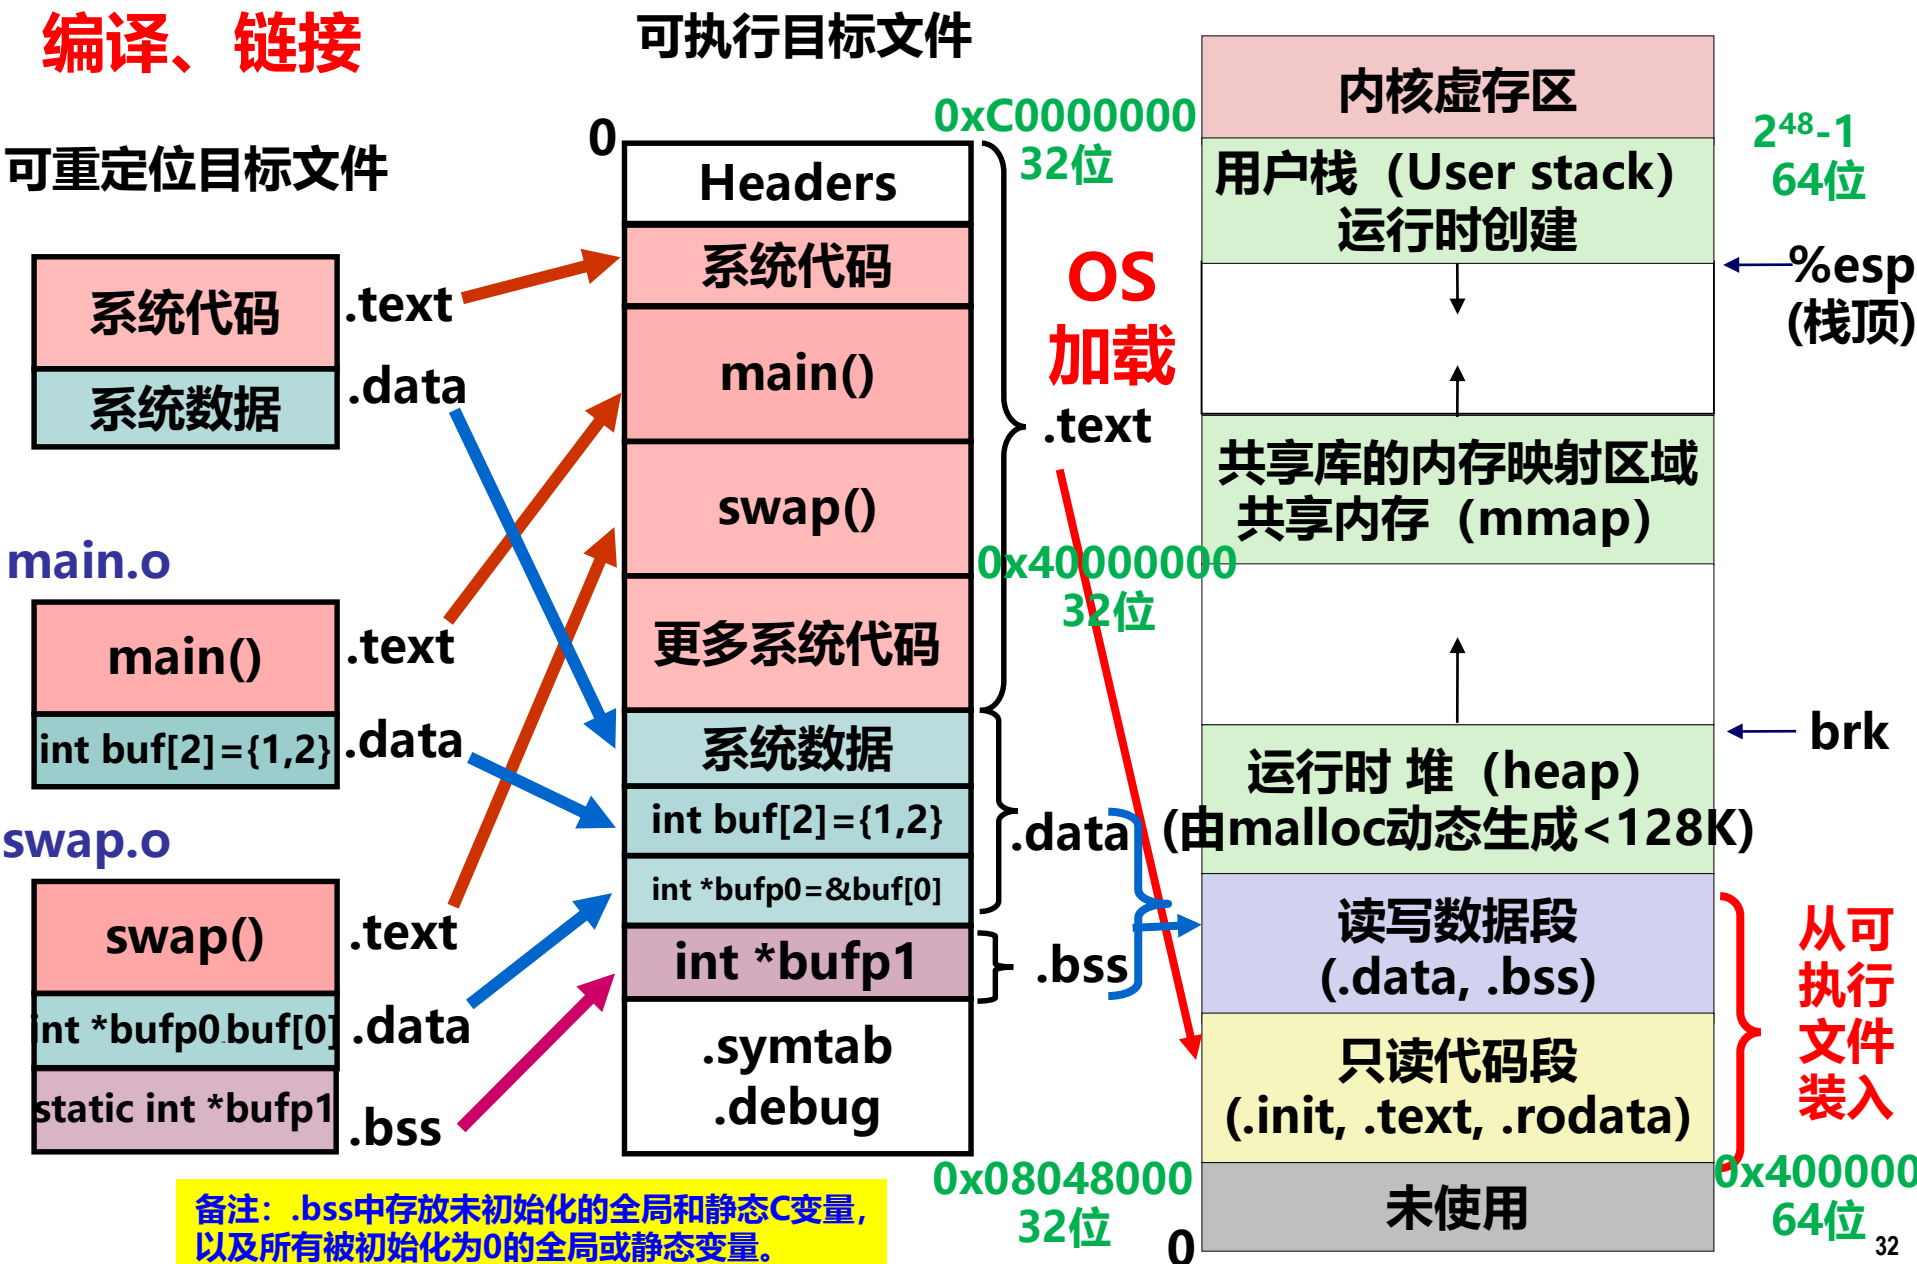 编译、链接
可重定位目标文件
系统代码
.text
系统数据
.data
main.o
main()
.text
int buf[2]={1,2}
.data
swap.o
swap()
.text
int *bufp0=buf[0]
.data
static int *bufp1
.bss
备注：.bss中存放未初始化的全局和静态C变量，
以及所有被初始化为0的全局或静态变量。
可执行目标文件
0
Headers
系统代码
main()
swap()
更多系统代码
.text
系统数据
int buf[2]={1,2}
int *bufp0=&buf[0]
.data
int *bufp1
.bss
.symtab
.debug
OS
加载
0xC0000000
32位
0x40000000
32位
0x08048000
32位
0
内核虚存区
用户栈（User stack）
运行时创建
共享库的内存映射区域
共享内存（mmap）
运行时 堆（heap）
(由malloc动态生成<128K)
读写数据段
(.data, .bss)
只读代码段
(.init, .text, .rodata)
未使用
2⁴⁸-1
64位
%esp
(栈顶)
brk
从可
执行
文件
装入
0x400000
64位
32